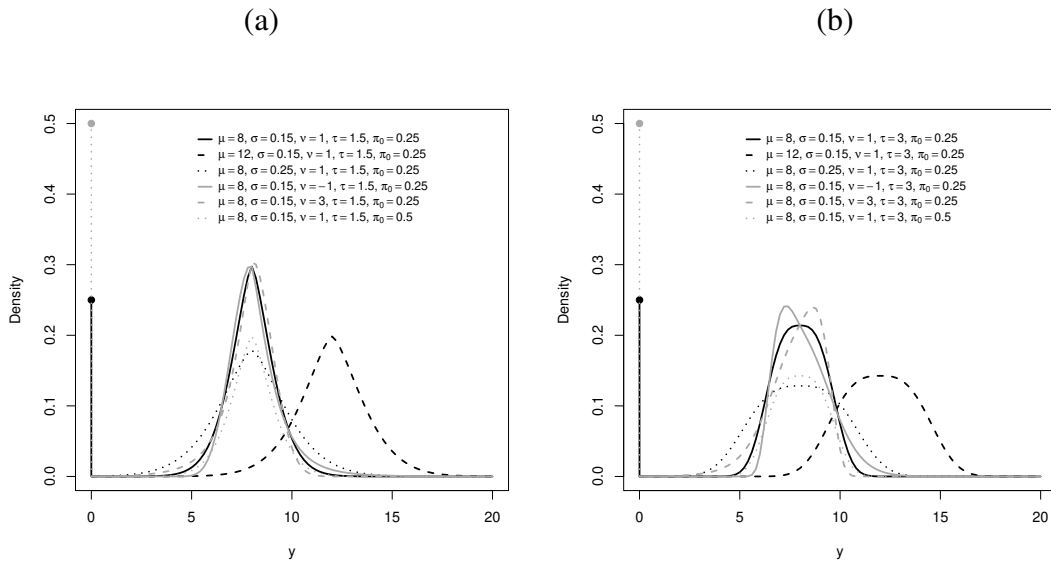 (a)
(b)
0.5
0.4
0.3
0.2
0.1
0.0
Density
μ = 8, σ = 0.15, ν = 1, τ = 1.5, π₀ = 0.25
μ = 12, σ = 0.15, ν = 1, τ = 1.5, π₀ = 0.25
μ = 8, σ = 0.25, ν = 1, τ = 1.5, π₀ = 0.25
μ = 8, σ = 0.15, ν = −1, τ = 1.5, π₀ = 0.25
μ = 8, σ = 0.15, ν = 3, τ = 1.5, π₀ = 0.25
μ = 8, σ = 0.15, ν = 1, τ = 1.5, π₀ = 0.5
0 5 10 15 20
y
0.5
0.4
0.3
0.2
0.1
0.0
Density
μ = 8, σ = 0.15, ν = 1, τ = 3, π₀ = 0.25
μ = 12, σ = 0.15, ν = 1, τ = 3, π₀ = 0.25
μ = 8, σ = 0.25, ν = 1, τ = 3, π₀ = 0.25
μ = 8, σ = 0.15, ν = −1, τ = 3, π₀ = 0.25
μ = 8, σ = 0.15, ν = 3, τ = 3, π₀ = 0.25
μ = 8, σ = 0.15, ν = 1, τ = 3, π₀ = 0.5
0 5 10 15 20
y